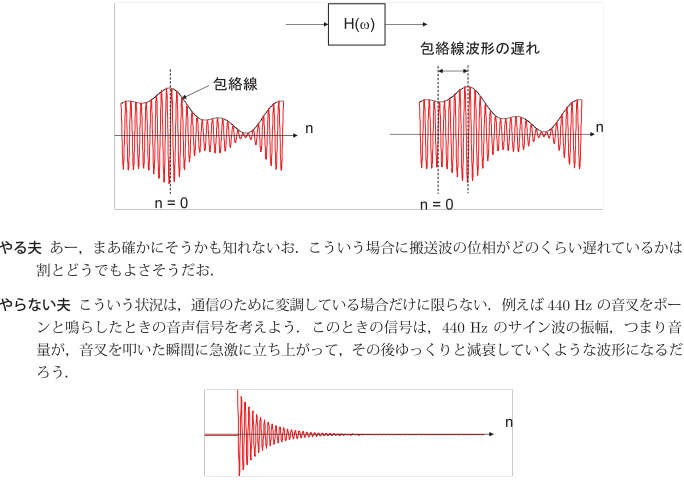 H(ω)
包絡線波形の遅れ
包絡線
n
n
n = 0
n = 0
やる夫 あー，まあ確かにそうかも知れないお．こういう場合に搬送波の位相がどのくらい遅れているかは
割とどうでもよさそうだお．
やらない夫 こういう状況は，通信のために変調している場合だけに限らない．例えば 440 Hz の音叉をポー
ンと鳴らしたときの音声信号を考えよう．このときの信号は，440 Hz のサイン波の振幅，つまり音
量が，音叉を叩いた瞬間に急激に立ち上がって，その後ゆっくりと減衰していくような波形になるだ
ろう．
n